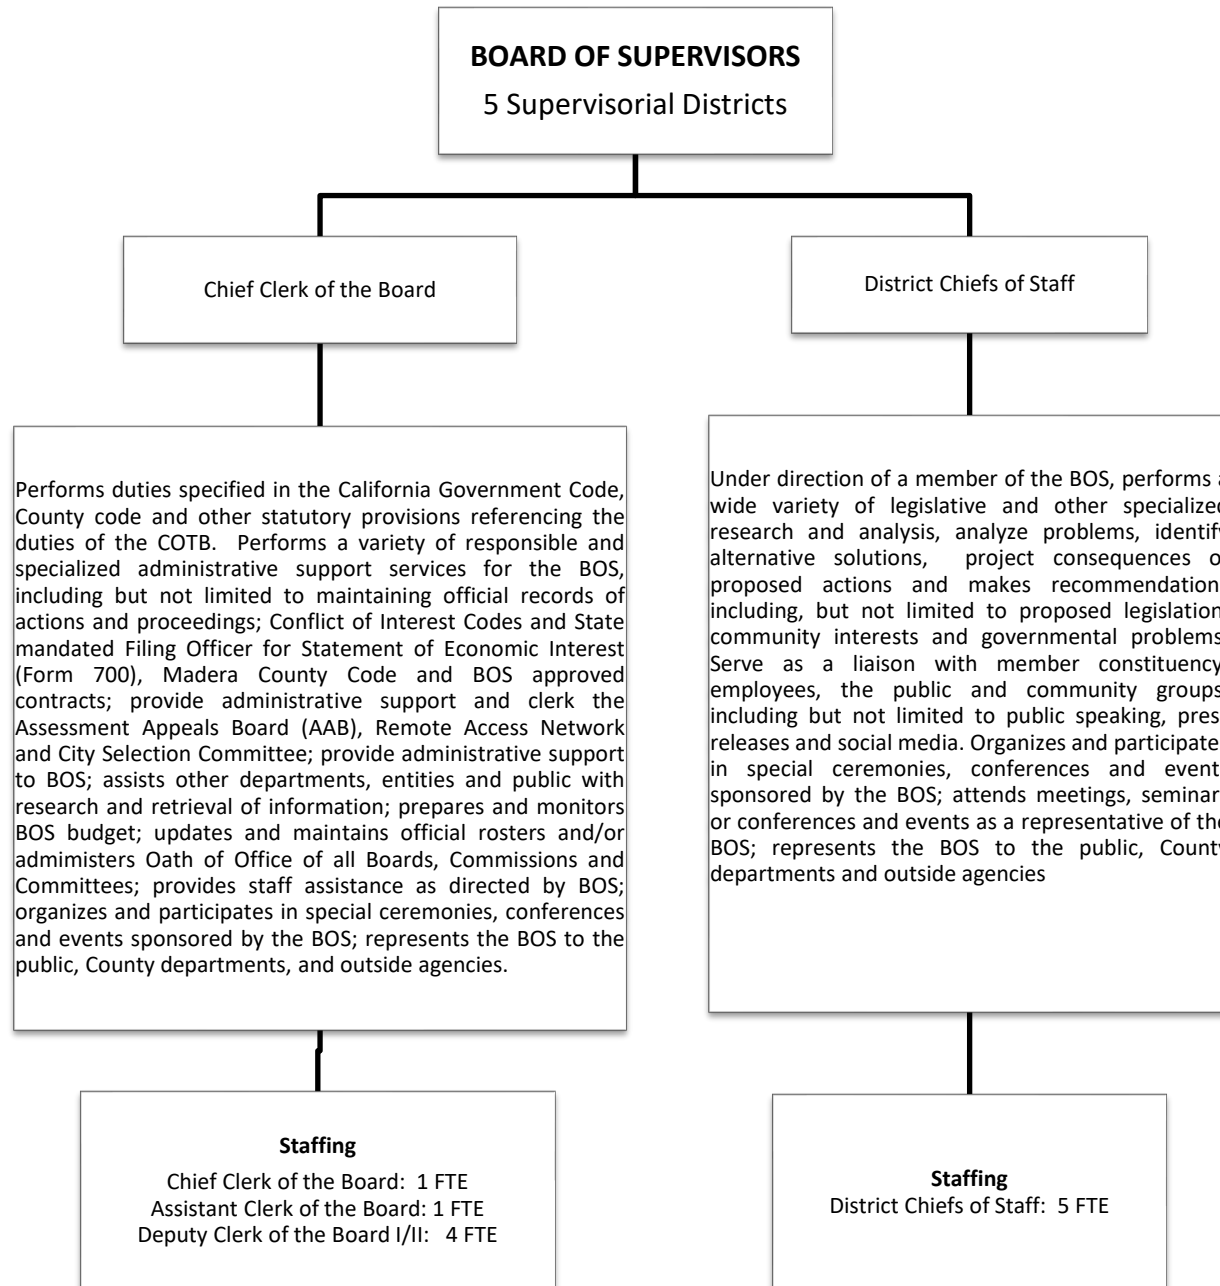 BOARD OF SUPERVISORS
5 Supervisorial Districts
Chief Clerk of the Board
District Chiefs of Staff
Performs duties specified in the California Government Code,
County code and other statutory provisions referencing the
duties of the COTB. Performs a variety of responsible and
specialized administrative support services for the BOS,
including but not limited to maintaining official records of
actions and proceedings; Conflict of Interest Codes and State
mandated Filing Officer for Statement of Economic Interest
(Form 700), Madera County Code and BOS approved
contracts; provide administrative support and clerk the
Assessment Appeals Board (AAB), Remote Access Network
and City Selection Committee; provide administrative support
to BOS; assists other departments, entities and public with
research and retrieval of information; prepares and monitors
BOS budget; updates and maintains official rosters and/or
admimisters Oath of Office of all Boards, Commissions and
Committees; provides staff assistance as directed by BOS;
organizes and participates in special ceremonies, conferences
and events sponsored by the BOS; represents the BOS to the
public, County departments, and outside agencies.
Under direction of a member of the BOS, performs a
wide variety of legislative and other specialized
research and analysis, analyze problems, identify
alternative solutions, project consequences o
proposed actions and makes recommendation
including, but not limited to proposed legislation
community interests and governmental problems
Serve as a liaison with member constituency
employees, the public and community groups
including but not limited to public speaking, pres
releases and social media. Organizes and participate
in special ceremonies, conferences and event
sponsored by the BOS; attends meetings, seminar
or conferences and events as a representative of the
BOS; represents the BOS to the public, County
departments and outside agencies
Staffing
Chief Clerk of the Board: 1 FTE
Assistant Clerk of the Board: 1 FTE
Deputy Clerk of the Board I/II: 4 FTE
Staffing
District Chiefs of Staff: 5 FTE